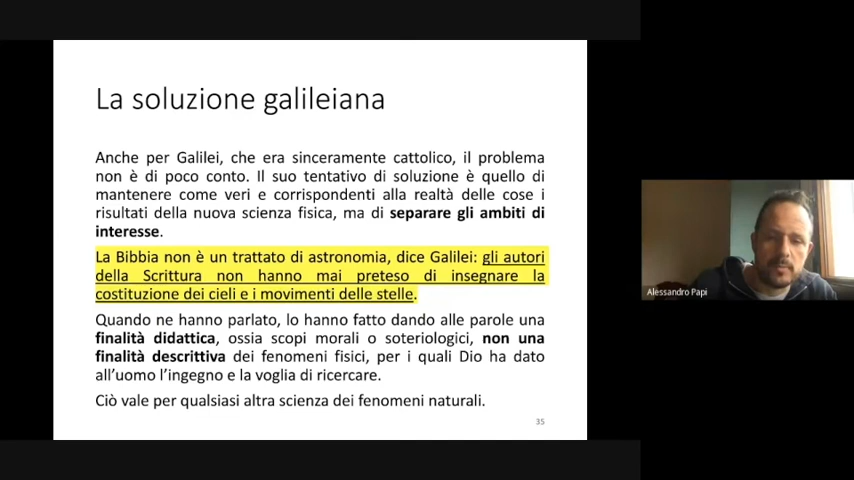 La soluzione galileiana
Anche per Galilei, che era sinceramente cattolico, il problema
non è di poco conto. Il suo tentativo di soluzione è quello di
mantenere come veri e corrispondenti alla realtà delle cose i
risultati della nuova scienza fisica, ma di separare gli ambiti di
interesse.
La Bibbia non è un trattato di astronomia, dice Galilei: gli autori
della Scrittura non hanno mai preteso di insegnare la
costituzione dei cieli e i movimenti delle stelle.
Quando ne hanno parlato, lo hanno fatto dando alle parole una
finalità didattica, ossia scopi morali o soteriologici, non una
finalità descrittiva dei fenomeni fisici, per i quali Dio ha dato
all'uomo l'ingegno e la voglia di ricercare.
Ciò vale per qualsiasi altra scienza dei fenomeni naturali.
35
Alessandro Papi